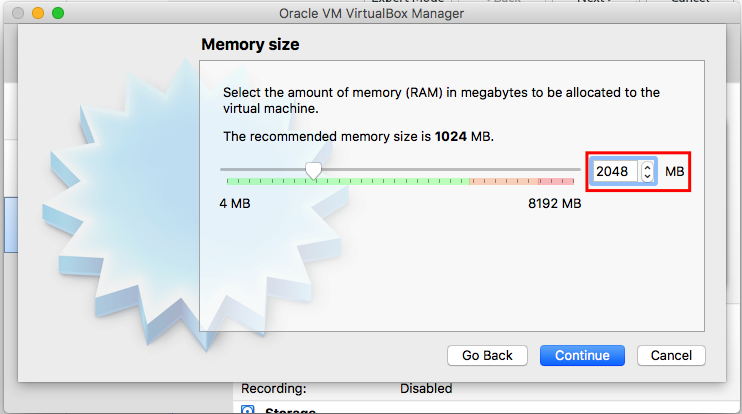 Oracle VM VirtualBox Manager
Memory size
Select the amount of memory (RAM) in megabytes to be allocated to the
virtual machine.
The recommended memory size is 1024 MB.
2048 MB
4 MB 8192 MB
Go Back Continue Cancel
Recording: Disabled